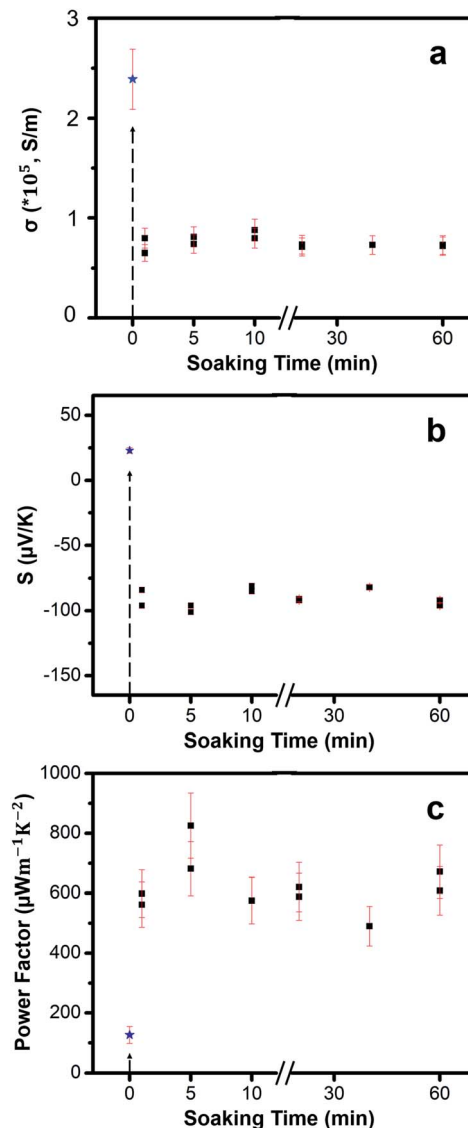 3
a
2
1
0
σ (*10⁵, S/m)
0 5 10 30 60
Soaking Time (min)
50
b
0
-50
-100
-150
S (μV/K)
0 5 10 30 60
Soaking Time (min)
1000
c
800
600
400
200
0
Power Factor (μWm⁻¹K⁻²)
0 5 10 30 60
Soaking Time (min)